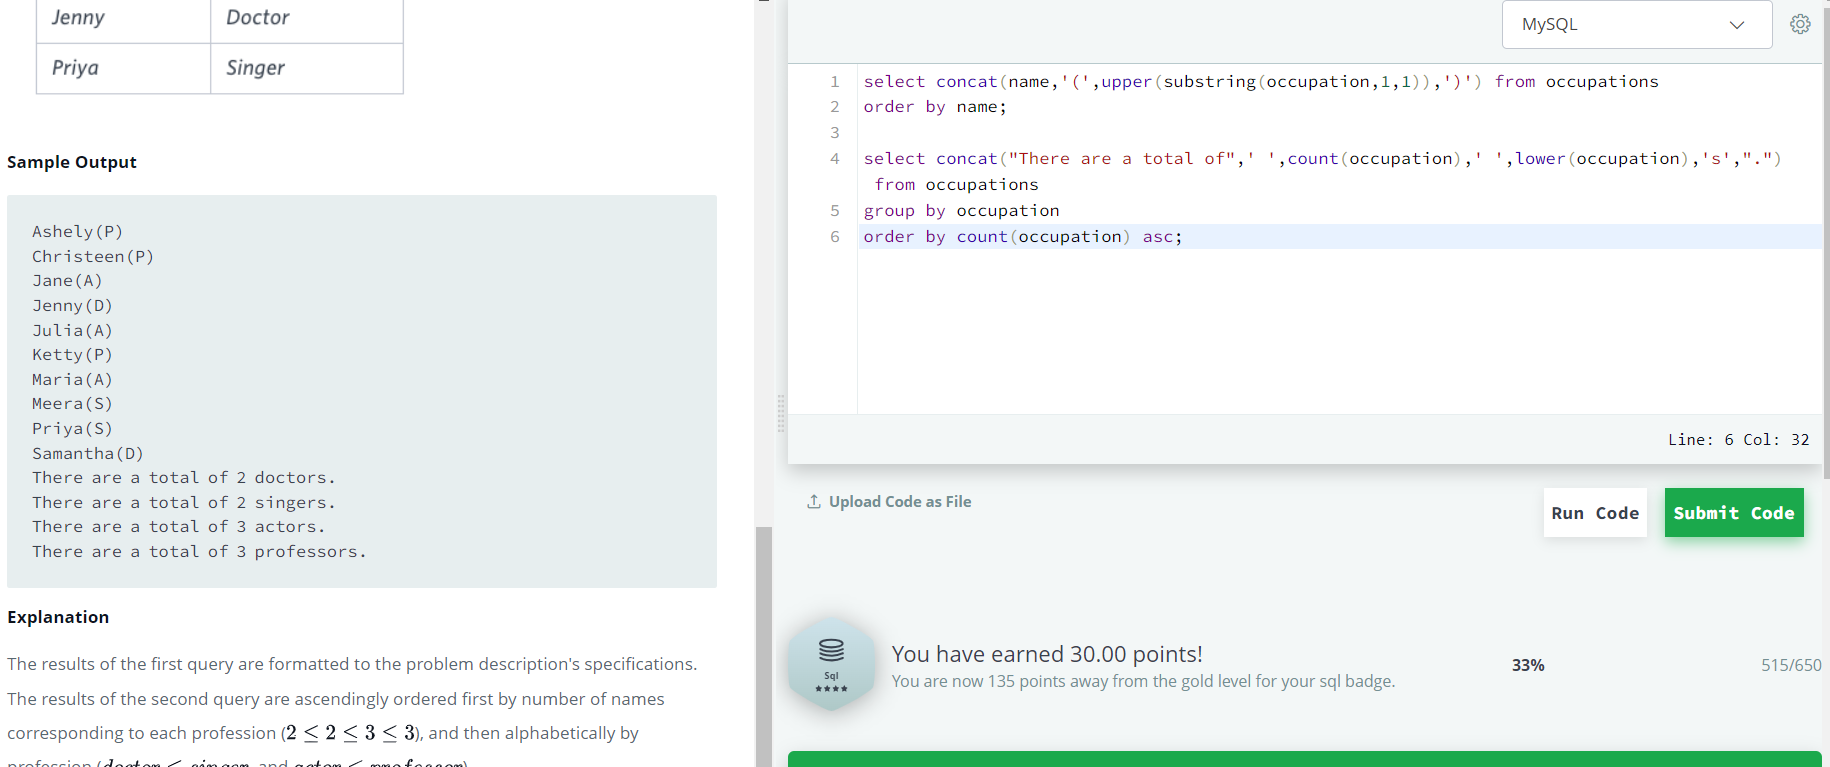 Jenny Doctor
Priya Singer
Sample Output
Ashely(P)
Christeen(P)
Jane(A)
Jenny(D)
Julia(A)
Ketty(P)
Maria(A)
Meera(S)
Priya(S)
Samantha(D)
There are a total of 2 doctors.
There are a total of 2 singers.
There are a total of 3 actors.
There are a total of 3 professors.
Explanation
The results of the first query are formatted to the problem description's specifications.
The results of the second query are ascendingly ordered first by number of names
corresponding to each profession (2 ≤ 2 ≤ 3 ≤ 3), and then alphabetically by
profession (doctor ≤ singer, and actor ≤ professor)
MySQL
1 select concat(name,'(',upper(substring(occupation,1,1)),')') from occupations
2 order by name;
3
4 select concat("There are a total of",' ',count(occupation),' ',lower(occupation),'s',".")
from occupations
5 group by occupation
6 order by count(occupation) asc;
Line: 6 Col: 32
Upload Code as File
Run Code
Submit Code
Sql
You have earned 30.00 points!
You are now 135 points away from the gold level for your sql badge.
33%
515/650